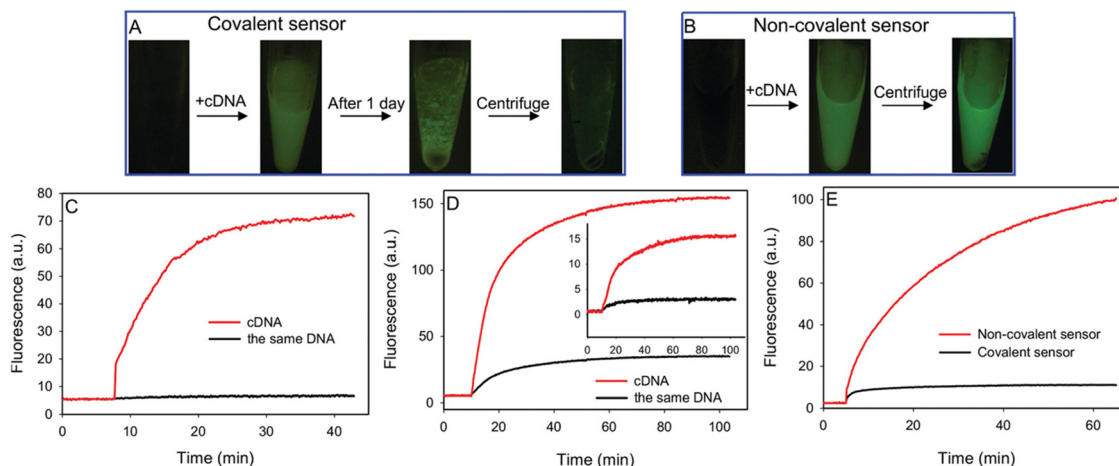 A
Covalent sensor
+cDNA
After 1 day
Centrifuge
B
Non-covalent sensor
+cDNA
Centrifuge
C
80
70
60
50
40
30
20
10
0
Fluorescence (a.u.)
cDNA
the same DNA
0
10
20
30
40
Time (min)
D
150
100
50
0
Fluorescence (a.u.)
15
10
5
0
0
20
40
60
80
100
cDNA
the same DNA
0
20
40
60
80
100
Time (min)
E
100
80
60
40
20
0
Fluorescence (a.u.)
Non-covalent sensor
Covalent sensor
0
20
40
60
Time (min)